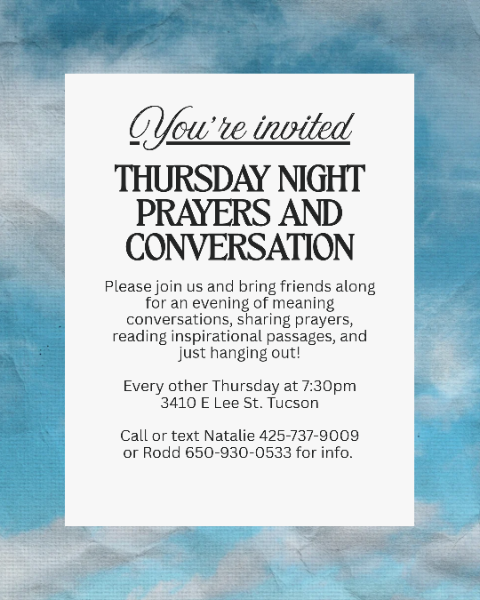 You're invited
THURSDAY NIGHT
PRAYERS AND
CONVERSATION
Please join us and bring friends along
for an evening of meaning
conversations, sharing prayers,
reading inspirational passages, and
just hanging out!
Every other Thursday at 7:30pm
3410 E Lee St. Tucson
Call or text Natalie 425-737-9009
or Rodd 650-930-0533 for info.